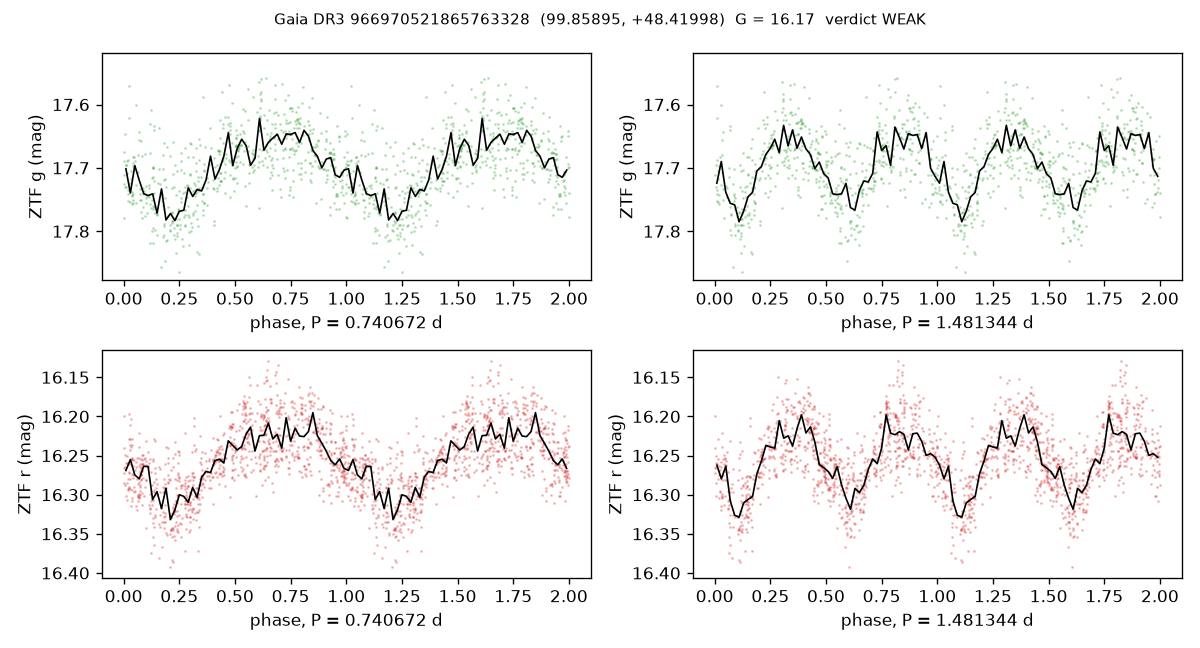 Gaia DR3 966970521865763328 (99.85895, +48.41998) G = 16.17 verdict WEAK
ZTF g (mag)
17.6
17.7
17.8
0.00 0.25 0.50 0.75 1.00 1.25 1.50 1.75 2.00
phase, P = 0.740672 d
ZTF g (mag)
17.6
17.7
17.8
0.00 0.25 0.50 0.75 1.00 1.25 1.50 1.75 2.00
phase, P = 1.481344 d
ZTF r (mag)
16.15
16.20
16.25
16.30
16.35
16.40
0.00 0.25 0.50 0.75 1.00 1.25 1.50 1.75 2.00
phase, P = 0.740672 d
ZTF r (mag)
16.15
16.20
16.25
16.30
16.35
16.40
0.00 0.25 0.50 0.75 1.00 1.25 1.50 1.75 2.00
phase, P = 1.481344 d